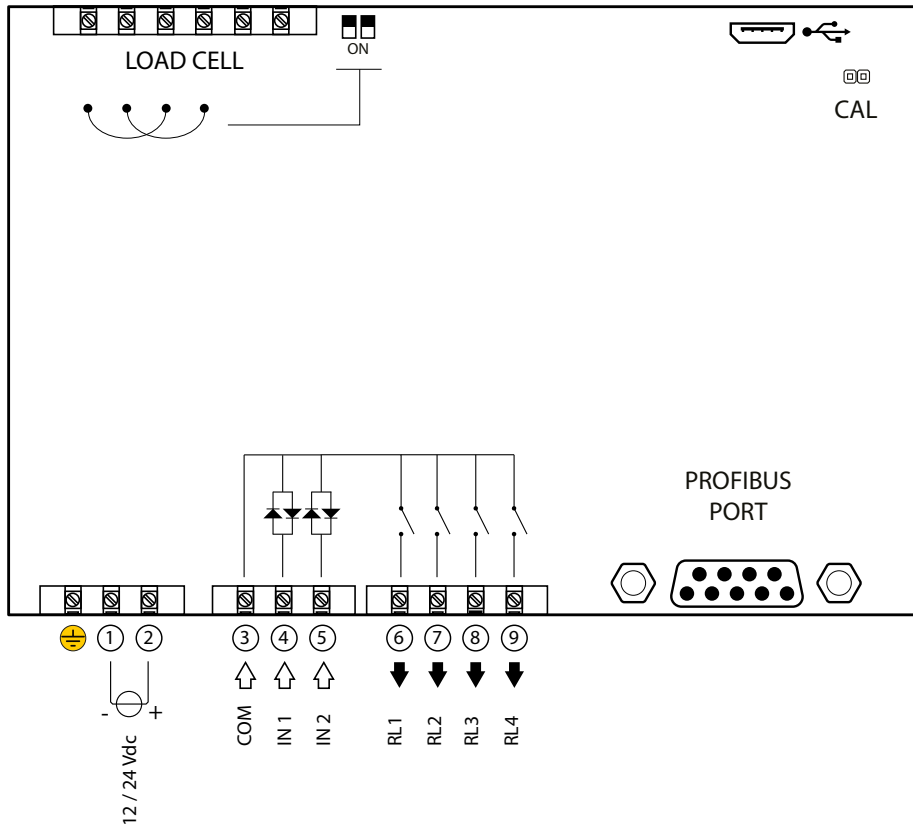 LOAD CELL
ON
CAL
PROFIBUS
PORT
1 2 3 4 5 6 7 8 9
- +
12 / 24 Vdc
COM
IN 1
IN 2
RL1
RL2
RL3
RL4